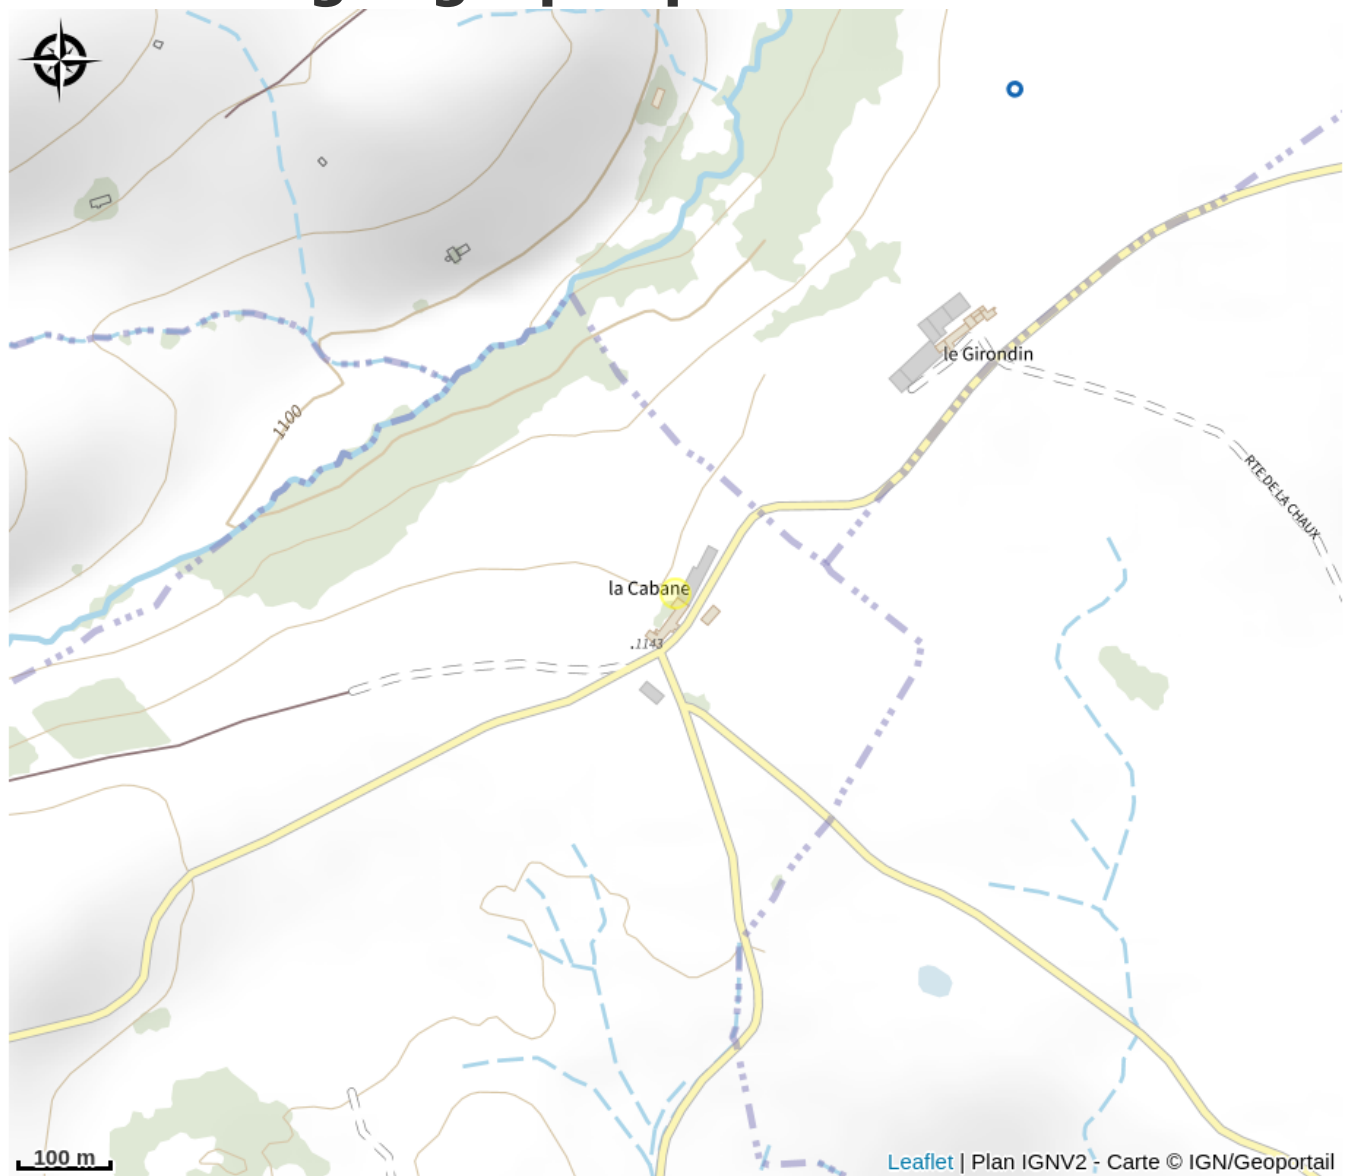 le Girondin
1100
RTE DE LA CHAUX
la Cabane
.1143
100 m
Leaflet | Plan IGNV2 - Carte © IGN/Geoportail